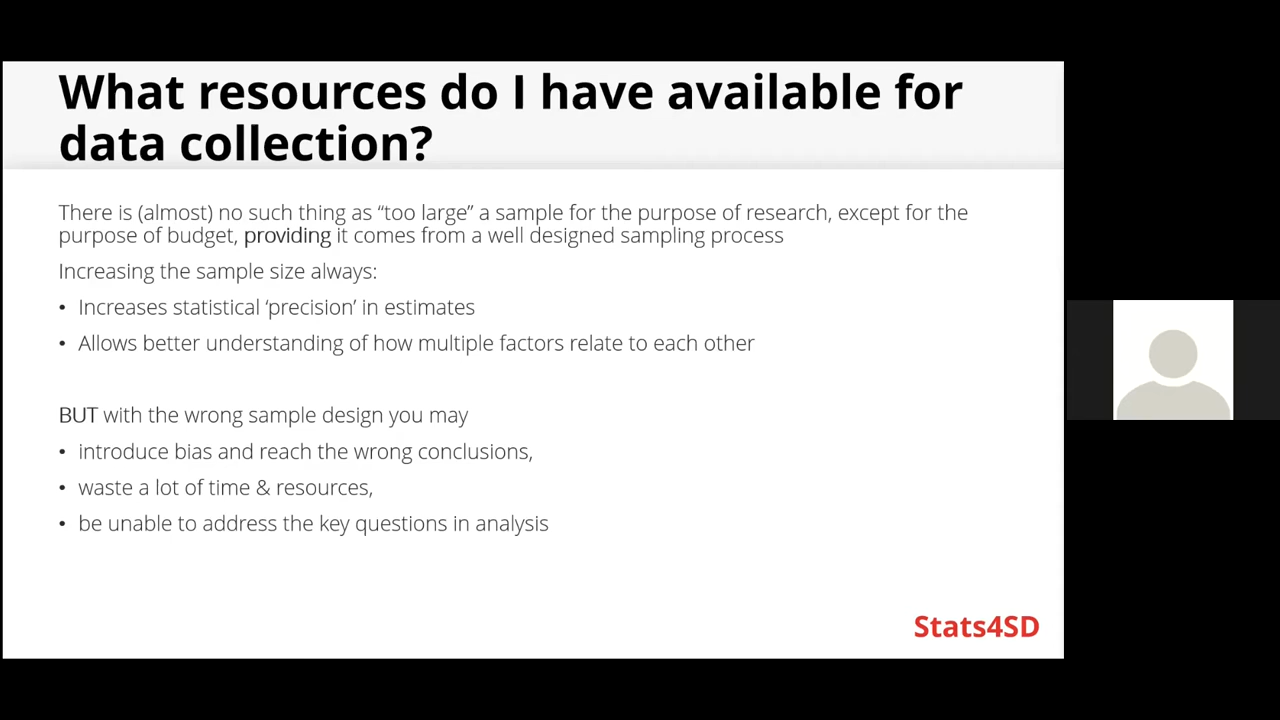 What resources do I have available for
data collection?
There is (almost) no such thing as “too large” a sample for the purpose of research, except for the
purpose of budget, providing it comes from a well designed sampling process
Increasing the sample size always:
• Increases statistical ‘precision’ in estimates
• Allows better understanding of how multiple factors relate to each other
BUT with the wrong sample design you may
• introduce bias and reach the wrong conclusions,
• waste a lot of time & resources,
• be unable to address the key questions in analysis
Stats4SD